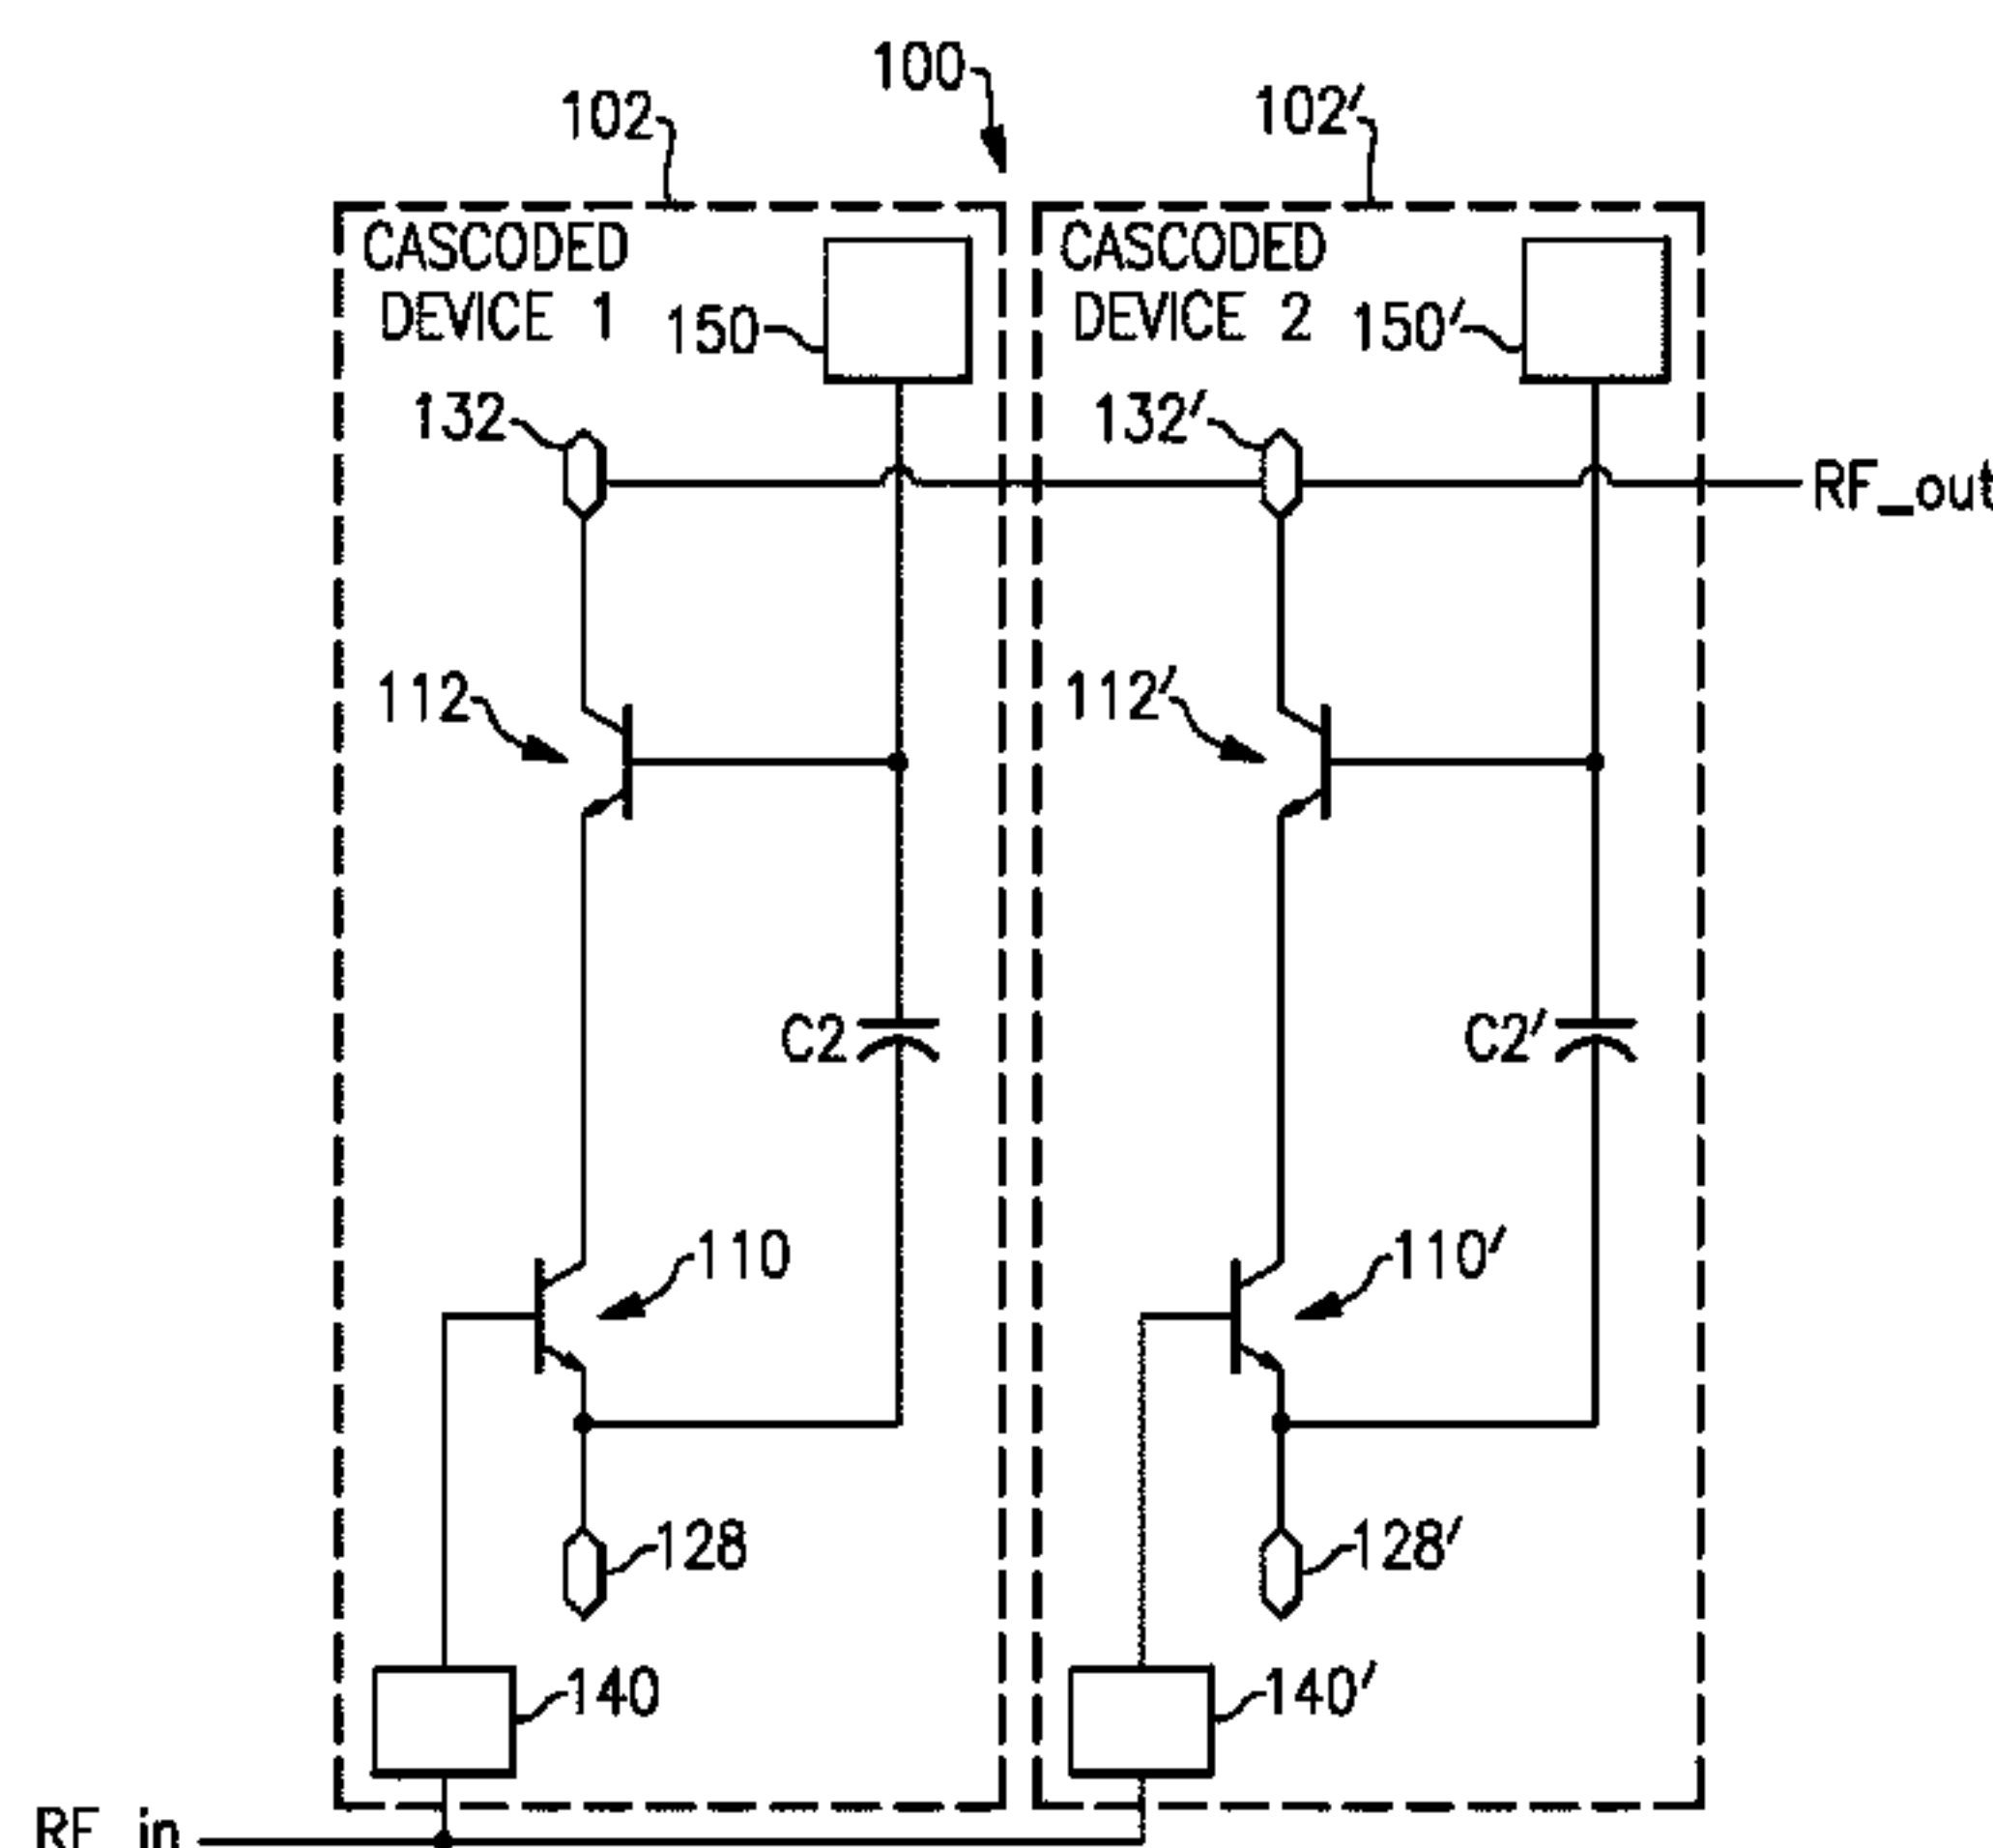 100
102
102′
CASCODED
DEVICE 1
CASCODED
DEVICE 2
150
150′
132
132′
RF_out
112
112′
C2
C2′
110
110′
128
128′
140
140′
RF_in